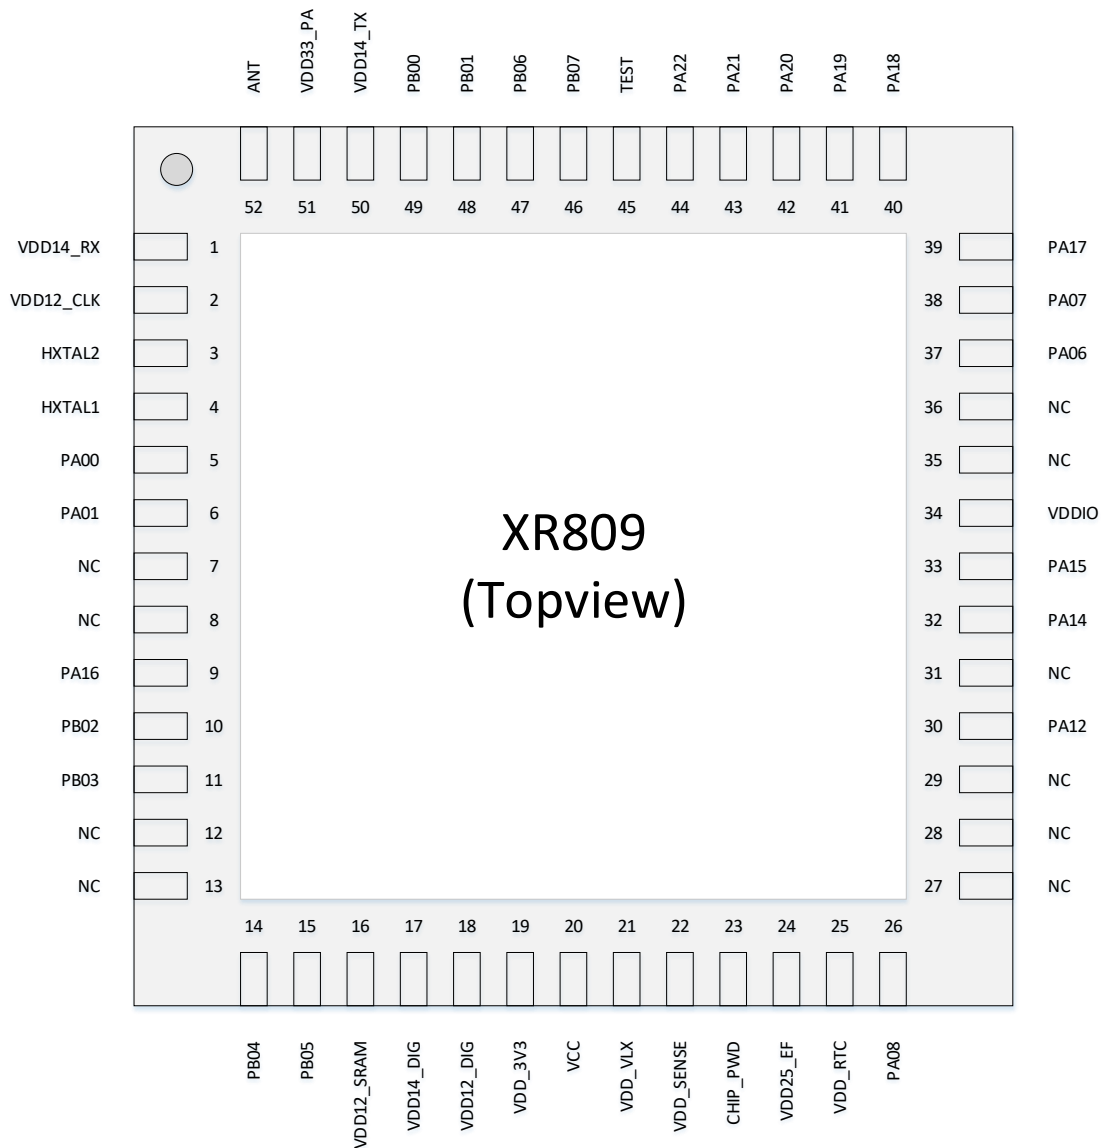 ANT
VDD33_PA
VDD14_TX
PB00
PB01
PB06
PB07
TEST
PA22
PA21
PA20
PA19
PA18
52 51 50 49 48 47 46 45 44 43 42 41 40
VDD14_RX 1 39 PA17
VDD12_CLK 2 38 PA07
HXTAL2 3 37 PA06
HXTAL1 4 36 NC
PA00 5 35 NC
PA01 6 34 VDDIO
XR809
NC 7 33 PA15
(Topview)
NC 8 32 PA14
PA16 9 31 NC
PB02 10 30 PA12
PB03 11 29 NC
NC 12 28 NC
NC 13 27 NC
14 15 16 17 18 19 20 21 22 23 24 25 26
PB04
PB05
VDD12_SRAM
VDD14_DIG
VDD12_DIG
VDD_3V3
VCC
VDD_VLX
VDD_SENSE
CHIP_PWD
VDD25_EF
VDD_RTC
PA08